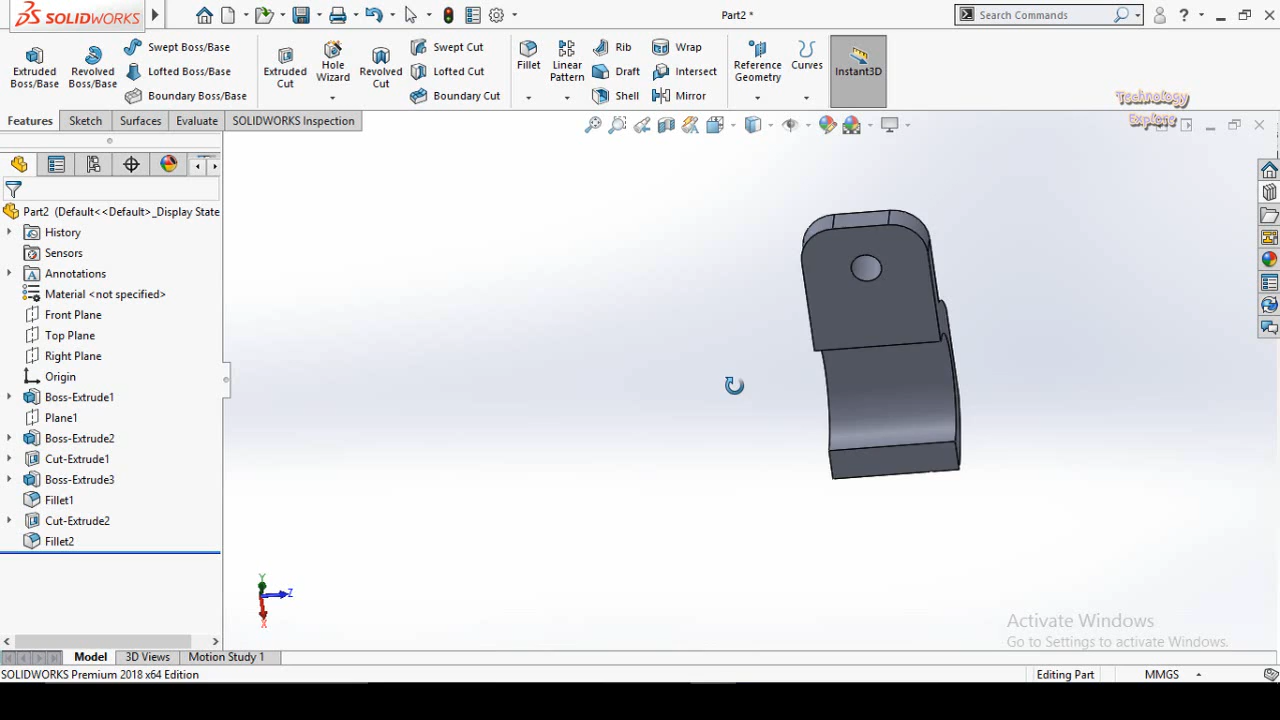 SOLIDWORKS
Part2 *
Search Commands
?
Extruded Boss/Base
Revolved Boss/Base
Swept Boss/Base
Lofted Boss/Base
Boundary Boss/Base
Extruded Cut
Hole Wizard
Revolved Cut
Swept Cut
Lofted Cut
Boundary Cut
Fillet
Linear Pattern
Rib
Draft
Shell
Wrap
Intersect
Mirror
Reference Geometry
Curves
Instant3D
Technology
Explore
Features
Sketch
Surfaces
Evaluate
SOLIDWORKS Inspection
Part2 (Default<<Default>_Display State
History
Sensors
Annotations
Material <not specified>
Front Plane
Top Plane
Right Plane
Origin
Boss-Extrude1
Plane1
Boss-Extrude2
Cut-Extrude1
Boss-Extrude3
Fillet1
Cut-Extrude2
Fillet2
Y
Z
X
Activate Windows
Go to Settings to activate Windows.
Model
3D Views
Motion Study 1
SOLIDWORKS Premium 2018 x64 Edition
Editing Part
MMGS